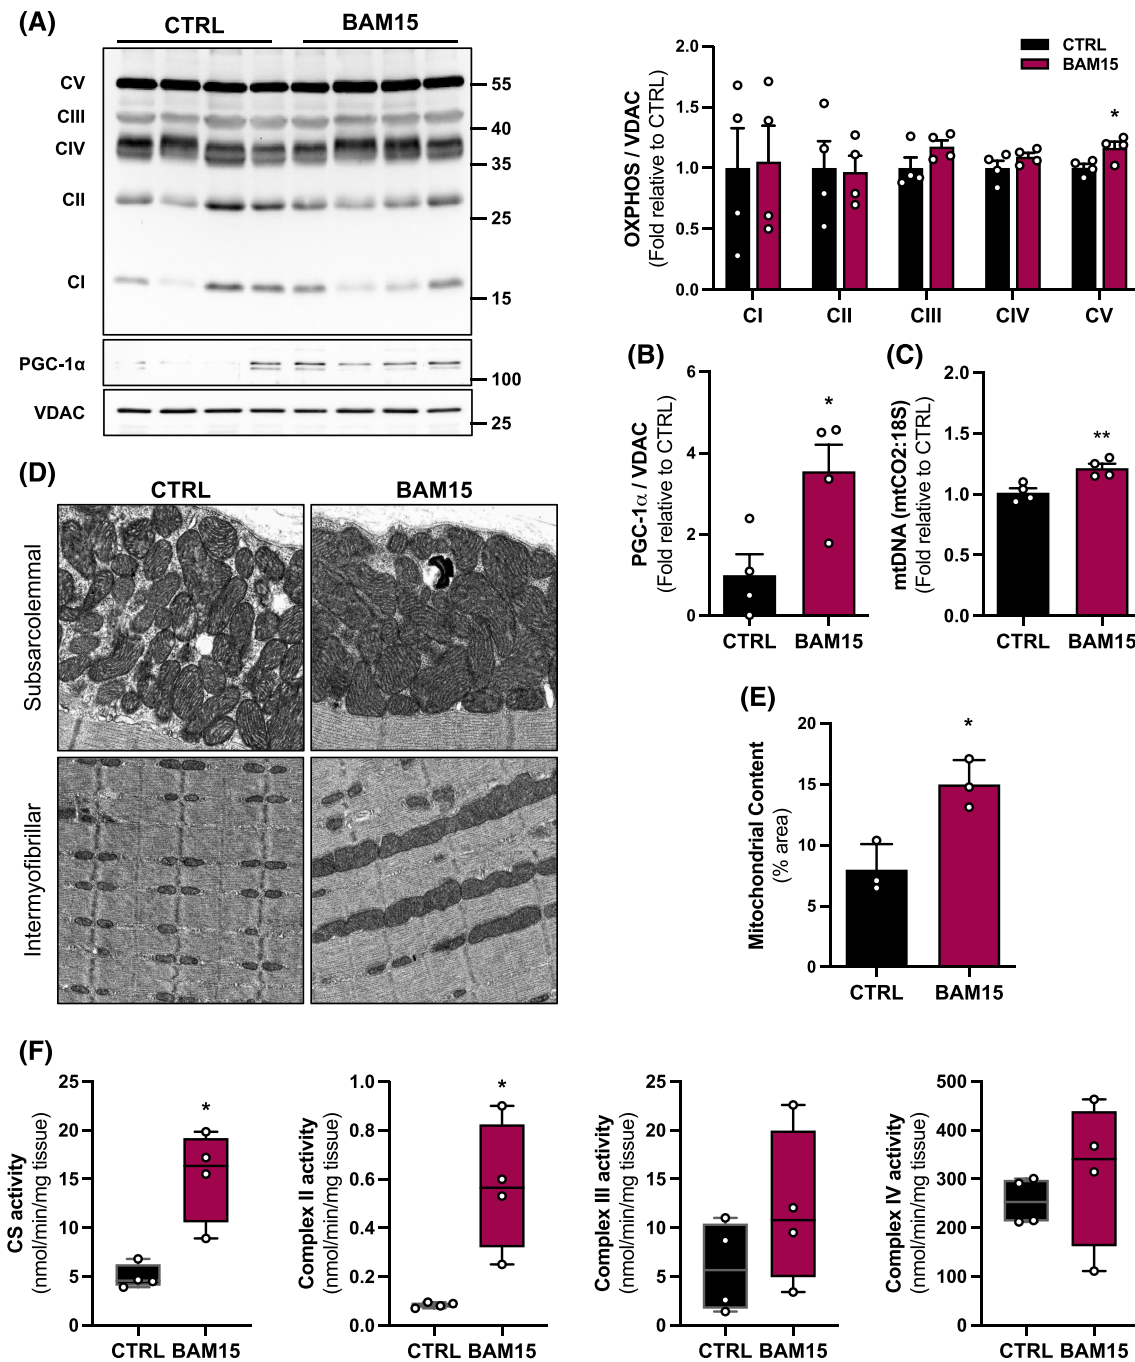 (A)
CTRL
BAM15
CV
CIII
CIV
CII
CI
PGC-1α
VDAC
55
40
35
25
15
100
25
2.0
1.5
1.0
0.5
0.0
OXPHOS / VDAC
(Fold relative to CTRL)
CTRL
BAM15
*
CI
CII
CIII
CIV
CV
(B)
6
4
2
0
PGC-1α / VDAC
(Fold relative to CTRL)
*
CTRL
BAM15
(C)
2.0
1.5
1.0
0.5
0.0
mtDNA (mtCO2:18S)
(Fold relative to CTRL)
**
CTRL
BAM15
(D)
CTRL
BAM15
Subsarcolemmal
Intermyofibrillar
(E)
20
15
10
5
0
Mitochondrial Content
(% area)
*
CTRL
BAM15
(F)
25
20
15
10
5
0
CS activity
(nmol/min/mg tissue)
*
CTRL BAM15
1.0
0.8
0.6
0.4
0.2
0.0
Complex II activity
(nmol/min/mg tissue)
*
CTRL BAM15
25
20
15
10
5
0
Complex III activity
(nmol/min/mg tissue)
CTRL BAM15
500
400
300
200
100
0
Complex IV activity
(nmol/min/mg tissue)
CTRL BAM15